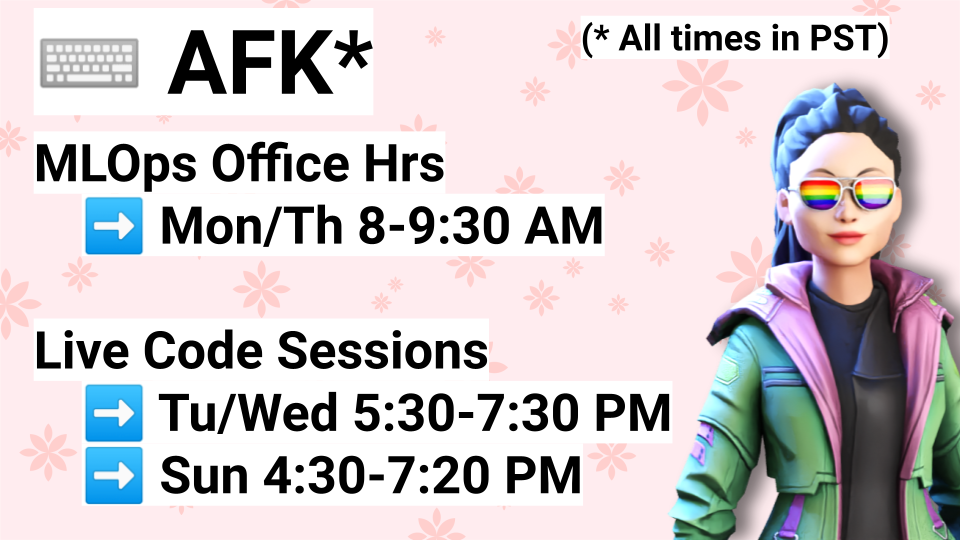 ⌨️ AFK*
(* All times in PST)
MLOps Office Hrs
➡️ Mon/Th 8-9:30 AM
Live Code Sessions
➡️ Tu/Wed 5:30-7:30 PM
➡️ Sun 4:30-7:20 PM